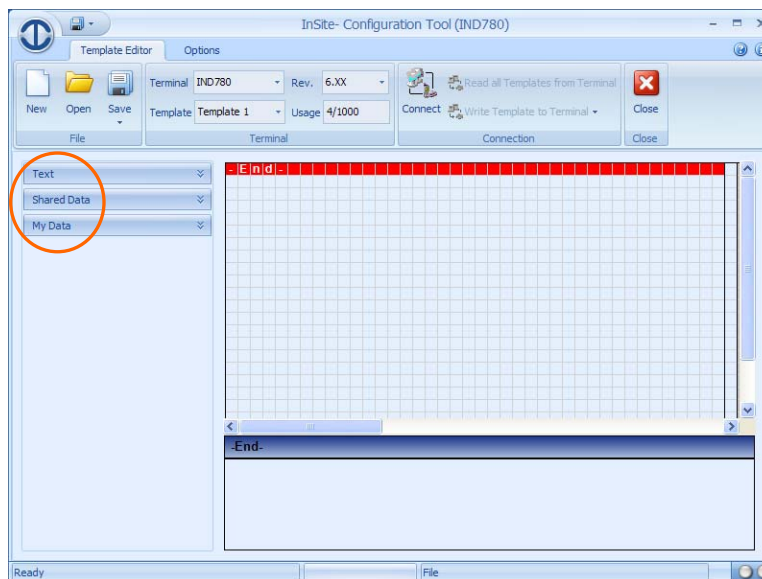 InSite- Configuration Tool (IND780)
Template Editor Options
New Open Save
File
Terminal IND780 Rev. 6.XX
Template Template 1 Usage 4/1000
Terminal
Connect Read all Templates from Terminal
Write Template to Terminal
Connection
Close
Close
Text
Shared Data
My Data
-End-
-End-
Ready File